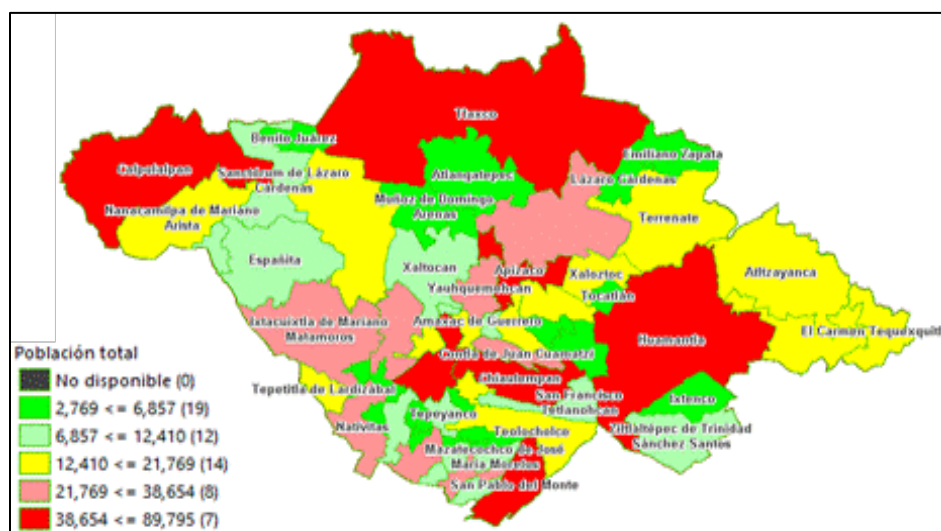 Tlaxco
Benito Juárez
Emiliano Zapata
Calpulalpan
Sanctórum de Lázaro
Cárdenas
Atlangatepec
Lázaro Cárdenas
Muñoz de Domingo
Arenas
Nanacamilpa de Mariano
Arista
Terrenate
Españita
Xaltocan
Apizaco
Xaloztoc
Altzayanca
Yauhquemehcan
Tocatlán
Ixtacuixtla de Mariano
Matamoros
Amaxac de Guerrero
Huamantla
El Carmen Tequexquitl
Contla de Juan Cuamatzi
Chiautempan
Tepetitla de Lardizábal
San Francisco
Tetlanohcan
Ixtenco
Nativitas
Tepeyanco
Teolocholco
Ziltlaltépec de Trinidad
Sánchez Santos
Mazatecochco de José
María Morelos
San Pablo del Monte
Población total
No disponible (0)
2,769 <= 6,857 (19)
6,857 <= 12,410 (12)
12,410 <= 21,769 (14)
21,769 <= 38,654 (8)
38,654 <= 89,795 (7)